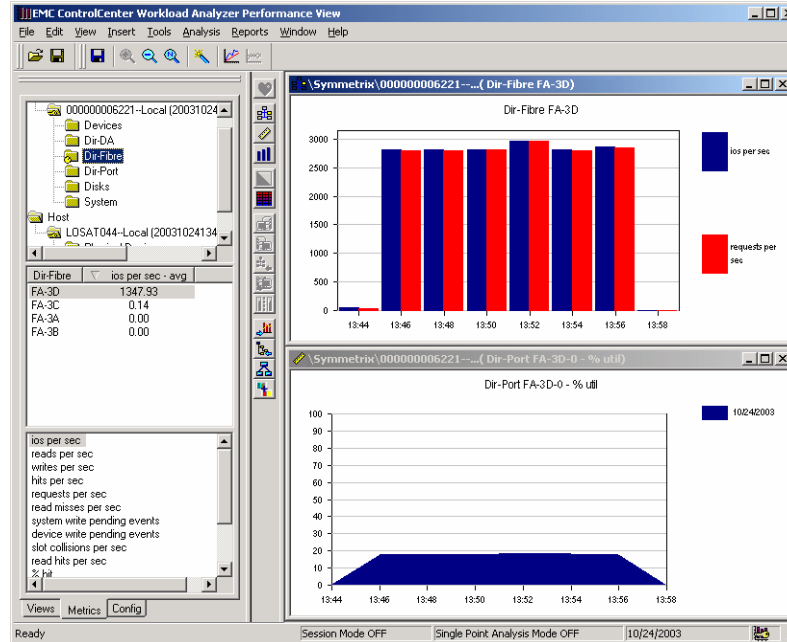 EMC ControlCenter Workload Analyzer Performance View
File Edit View Insert Tools Analysis Reports Window Help
000000006221--Local (20031024
Devices
Dir-DA
Dir-Fibre
Dir-Port
Disks
System
Host
LOSAT044--Local (20031024134
Dir-Fibre ios per sec - avg
FA-3D 1347.93
FA-3C 0.14
FA-3A 0.00
FA-3B 0.00
ios per sec
reads per sec
writes per sec
hits per sec
requests per sec
read misses per sec
system write pending events
device write pending events
slot collisions per sec
read hits per sec
% hit
Views Metrics Config
\Symmetrix\000000006221--...( Dir-Fibre FA-3D)
Dir-Fibre FA-3D
3000
2500
2000
1500
1000
500
0
13:44 13:46 13:48 13:50 13:52 13:54 13:56 13:58
ios per sec
requests per
sec
\Symmetrix\000000006221--...( Dir-Port FA-3D-0 - % util)
Dir-Port FA-3D-0 - % util
100
90
80
70
60
50
40
30
20
10
0
13:44 13:46 13:48 13:50 13:52 13:54 13:56 13:58
10/24/2003
Ready Session Mode OFF Single Point Analysis Mode OFF 10/24/2003